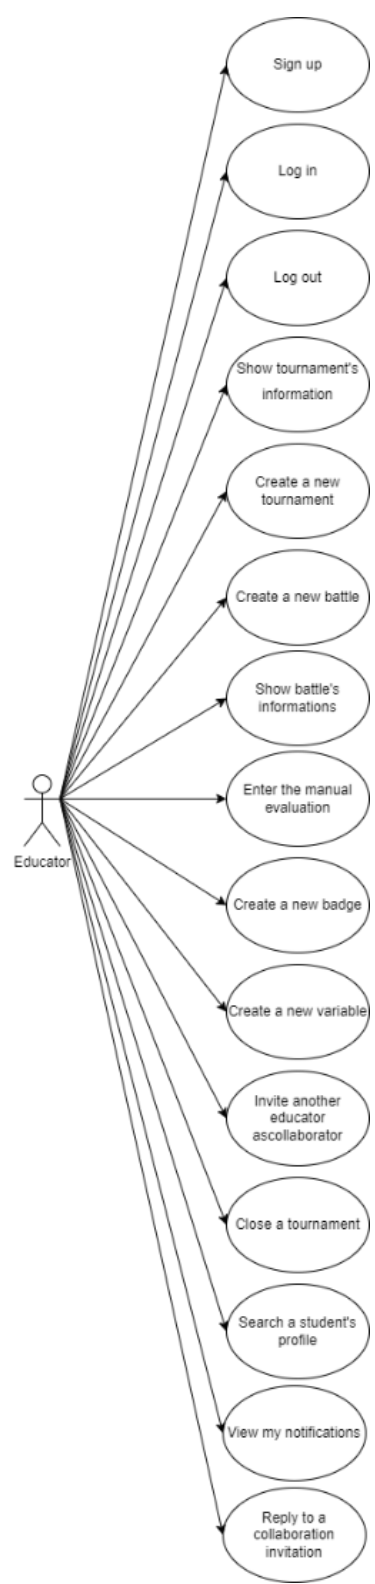 Sign up
Log in
Log out
Show tournament's
information
Create a new
tournament
Create a new battle
Show battle's
informations
Enter the manual
evaluation
Educator
Create a new badge
Create a new variable
Invite another
educator
ascollaborator
Close a tournament
Search a student's
profile
View my notifications
Reply to a
collaboration
invitation